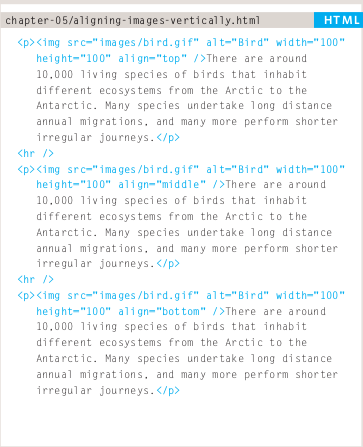 chapter-05/aligning-images-vertically.html HTML
<p><img src="images/bird.gif" alt="Bird" width="100"
height="100" align="top" />There are around
10,000 living species of birds that inhabit
different ecosystems from the Arctic to the
Antarctic. Many species undertake long distance
annual migrations, and many more perform shorter
irregular journeys.</p>
<hr />
<p><img src="images/bird.gif" alt="Bird" width="100"
height="100" align="middle" />There are around
10,000 living species of birds that inhabit
different ecosystems from the Arctic to the
Antarctic. Many species undertake long distance
annual migrations, and many more perform shorter
irregular journeys.</p>
<hr />
<p><img src="images/bird.gif" alt="Bird" width="100"
height="100" align="bottom" />There are around
10,000 living species of birds that inhabit
different ecosystems from the Arctic to the
Antarctic. Many species undertake long distance
annual migrations, and many more perform shorter
irregular journeys.</p>